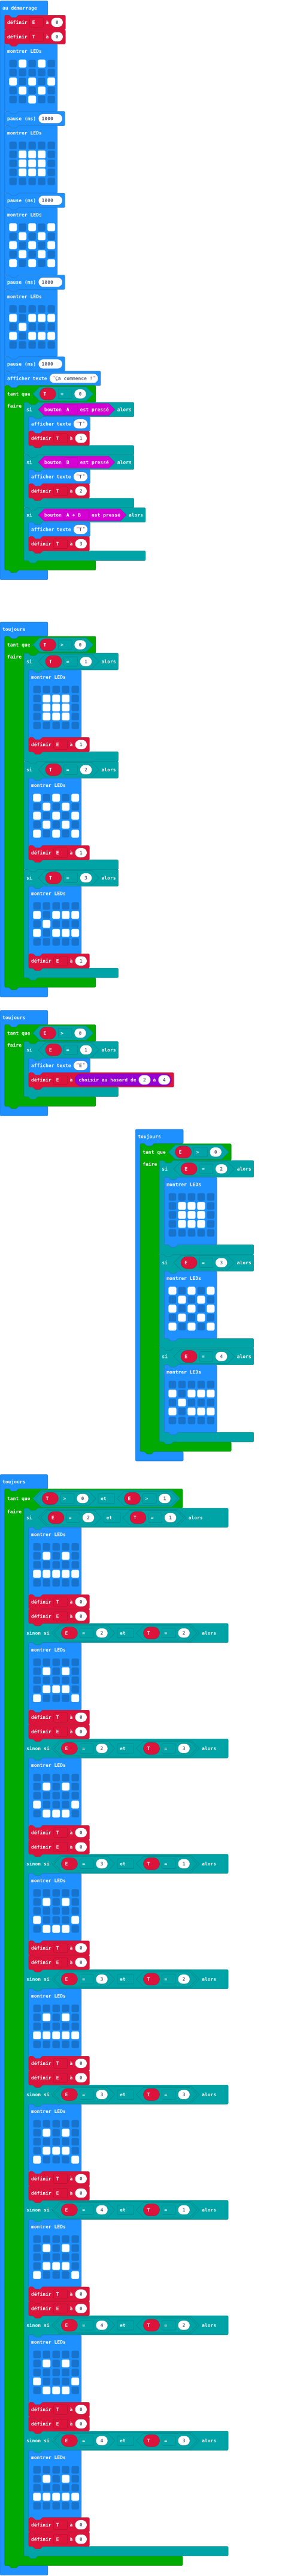 au démarrage
définir E à 0
définir T à 0
montrer LEDs
pause (ms) 1000
montrer LEDs
pause (ms) 1000
montrer LEDs
pause (ms) 1000
montrer LEDs
pause (ms) 1000
afficher texte "Ça commence !"
tant que T = 0
faire si bouton A est pressé alors
afficher texte "T"
définir T à 1
si bouton B est pressé alors
afficher texte "T"
définir T à 2
si bouton A + B est pressé alors
afficher texte "T"
définir T à 3
toujours
tant que T > 0
faire si T = 1 alors
montrer LEDs
définir E à 1
si T = 2 alors
montrer LEDs
définir E à 1
si T = 3 alors
montrer LEDs
définir E à 1
toujours
tant que E = 0
faire si E = 1 alors
afficher texte "E"
définir E à choisir au hasard de 2 à 4
toujours
tant que E > 0
faire si E = 2 alors
montrer LEDs
si E = 3 alors
montrer LEDs
si E = 4 alors
montrer LEDs
toujours
tant que T > 0 et E > 1
faire si E = 2 et T = 1 alors
montrer LEDs
définir T à 0
définir E à 0
sinon si E = 2 et T = 2 alors
montrer LEDs
définir T à 0
définir E à 0
sinon si E = 2 et T = 3 alors
montrer LEDs
définir T à 0
définir E à 0
sinon si E = 3 et T = 1 alors
montrer LEDs
définir T à 0
définir E à 0
sinon si E = 3 et T = 2 alors
montrer LEDs
définir T à 0
définir E à 0
sinon si E = 3 et T = 3 alors
montrer LEDs
définir T à 0
définir E à 0
sinon si E = 4 et T = 1 alors
montrer LEDs
définir T à 0
définir E à 0
sinon si E = 4 et T = 2 alors
montrer LEDs
définir T à 0
définir E à 0
sinon si E = 4 et T = 3 alors
montrer LEDs
définir T à 0
définir E à 0